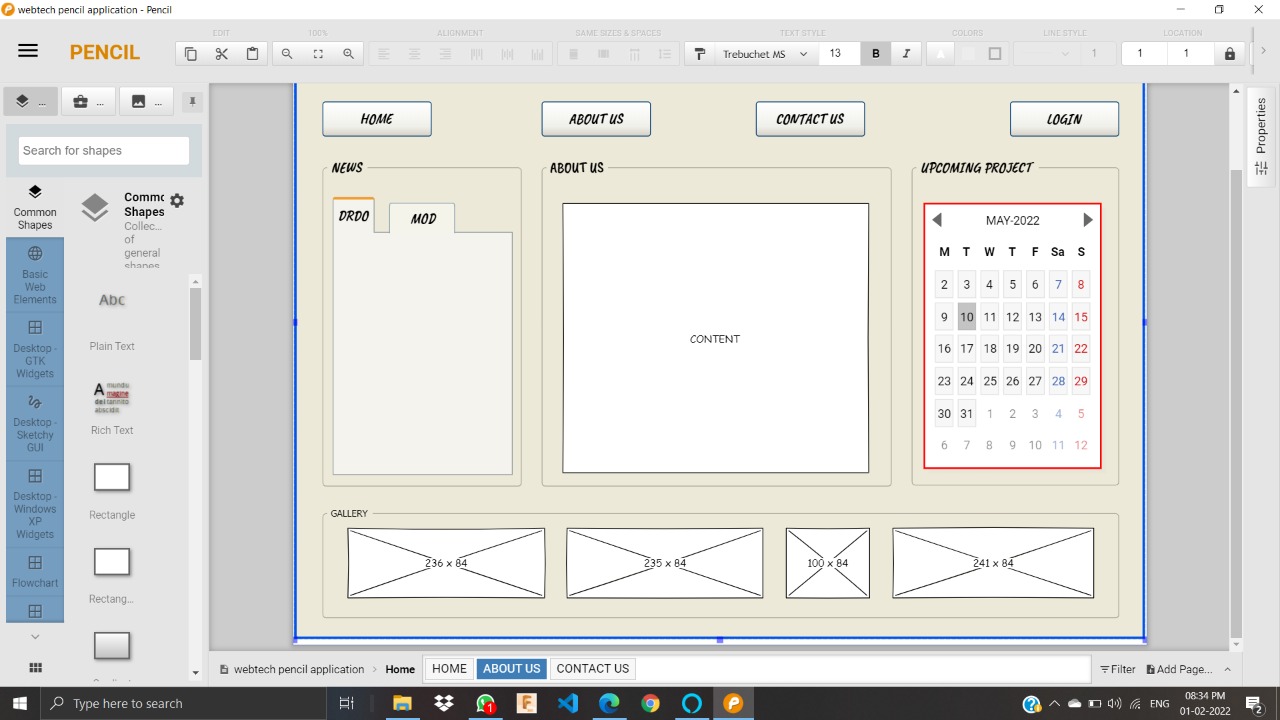 webtech pencil application - Pencil
EDIT 100% ALIGNMENT SAME SIZES & SPACES TEXT STYLE COLORS LINE STYLE LOCATION
PENCIL Trebuchet MS 13 B I 1 1 1
... ... ...
Search for shapes
Common Shapes
Basic Web Elements
Desktop - GTK Widgets
Desktop - Sketchy GUI
Desktop - Windows XP Widgets
Flowchart
Shapes
Collec...
of
general
shapes
Abc
Plain Text
A mundiu
magine
Rich Text
Rectangle
Rectang...
HOME ABOUT US CONTACT US LOGIN
NEWS
DRDO MOD
ABOUT US
CONTENT
UPCOMING PROJECT
MAY-2022
M T W T F Sa S
2 3 4 5 6 7 8
9 10 11 12 13 14 15
16 17 18 19 20 21 22
23 24 25 26 27 28 29
30 31 1 2 3 4 5
6 7 8 9 10 11 12
GALLERY
236 x 84 235 x 84 100 x 84 241 x 84
Properties
webtech pencil application > Home HOME ABOUT US CONTACT US Filter Add Page...
Type here to search
1
ENG
08:34 PM
01-02-2022
2